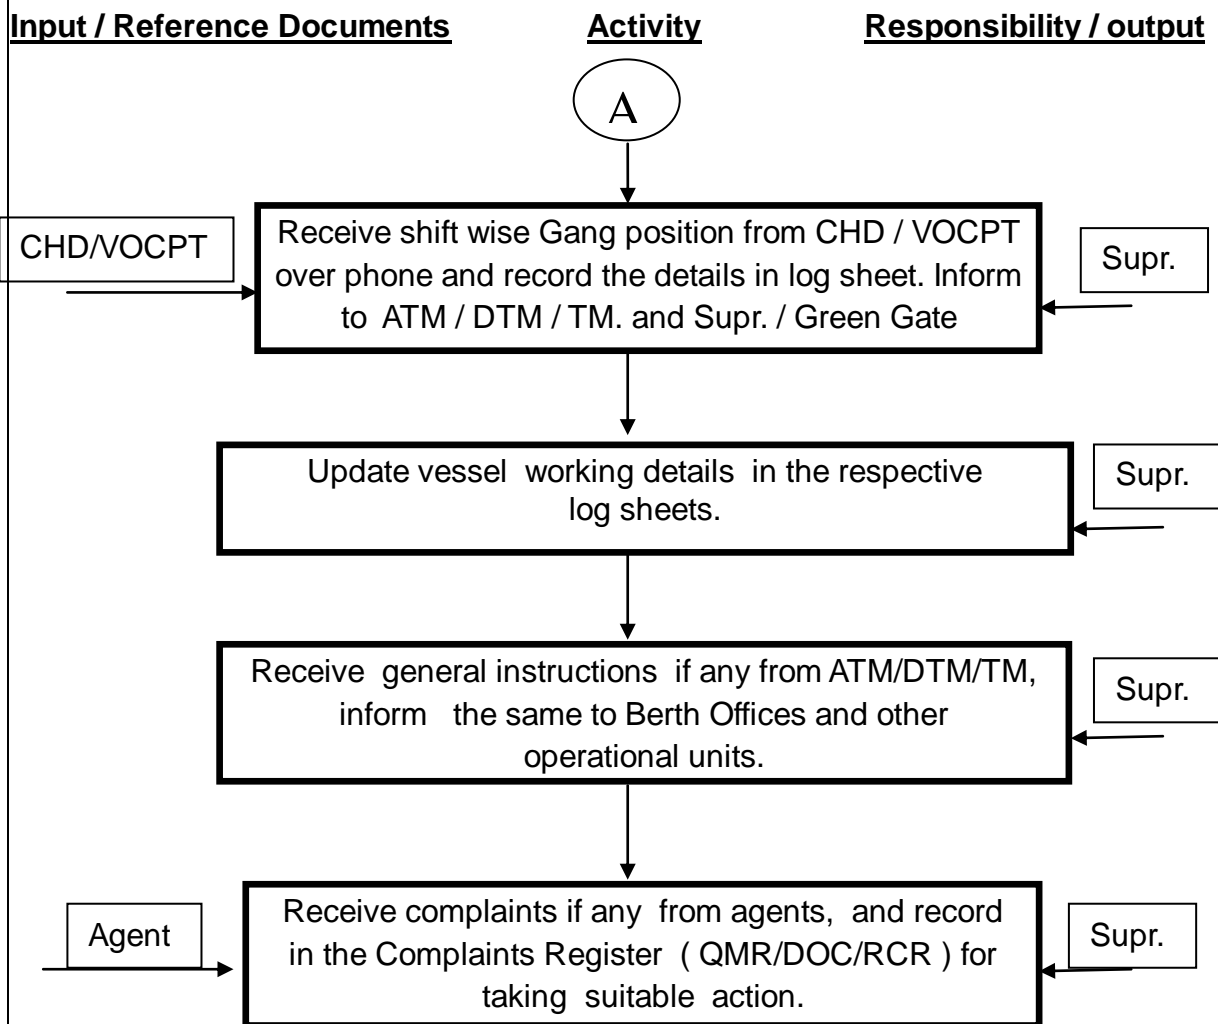 Input / Reference Documents Activity Responsibility / output
A
CHD/VOCPT
Receive shift wise Gang position from CHD / VOCPT
over phone and record the details in log sheet. Inform
to ATM / DTM / TM. and Supr. / Green Gate
Supr.
Update vessel working details in the respective
log sheets.
Supr.
Receive general instructions if any from ATM/DTM/TM,
inform the same to Berth Offices and other
operational units.
Supr.
Agent
Receive complaints if any from agents, and record
in the Complaints Register ( QMR/DOC/RCR ) for
taking suitable action.
Supr.